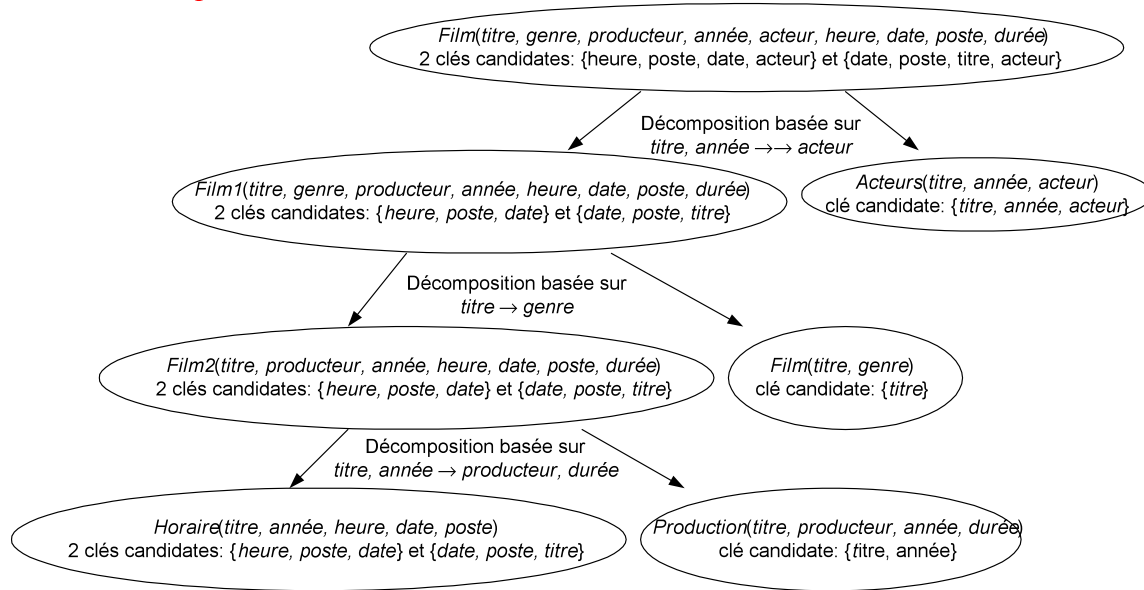 Film(titre, genre, producteur, année, acteur, heure, date, poste, durée)
2 clés candidates: {heure, poste, date, acteur} et {date, poste, titre, acteur}
Décomposition basée sur
titre, année →→ acteur
Film1(titre, genre, producteur, année, heure, date, poste, durée)
2 clés candidates: {heure, poste, date} et {date, poste, titre}
Acteurs(titre, année, acteur)
clé candidate: {titre, année, acteur}
Décomposition basée sur
titre → genre
Film2(titre, producteur, année, heure, date, poste, durée)
2 clés candidates: {heure, poste, date} et {date, poste, titre}
Film(titre, genre)
clé candidate: {titre}
Décomposition basée sur
titre, année → producteur, durée
Horaire(titre, année, heure, date, poste)
2 clés candidates: {heure, poste, date} et {date, poste, titre}
Production(titre, producteur, année, durée)
clé candidate: {titre, année}